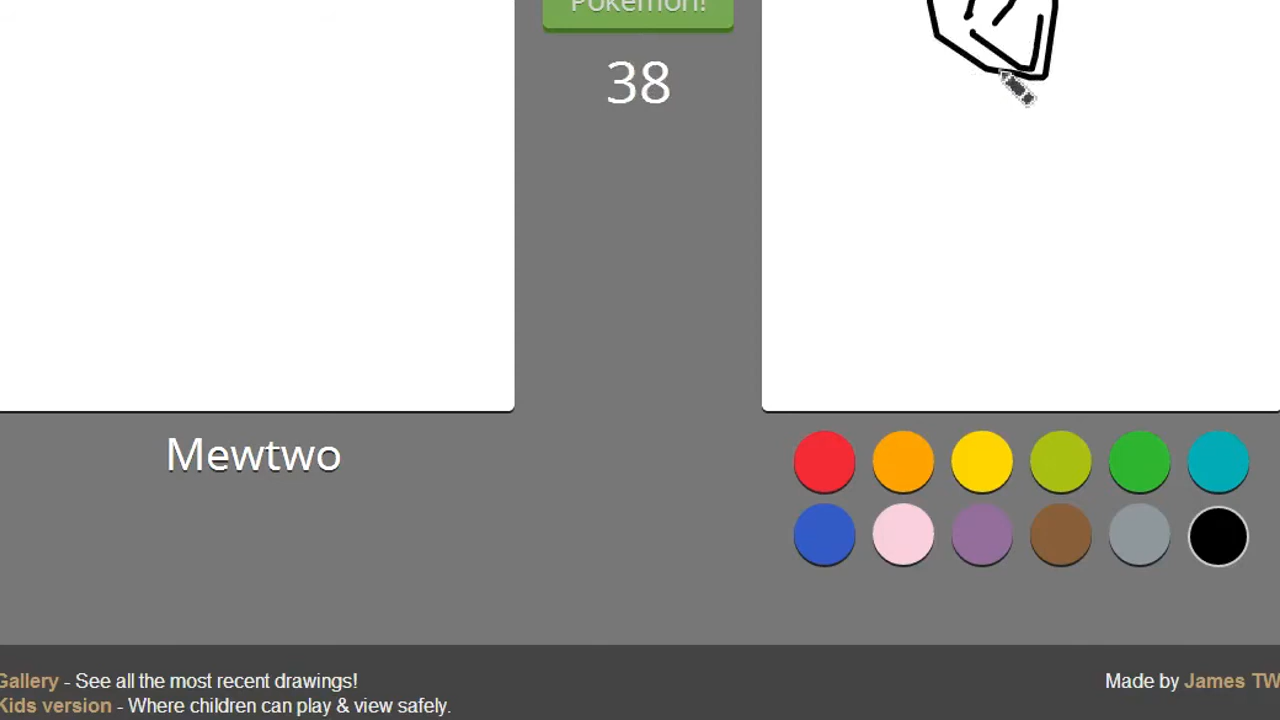 Pokemon!
38
Mewtwo
Gallery - See all the most recent drawings!
Kids version - Where children can play & view safely.
Made by James TW